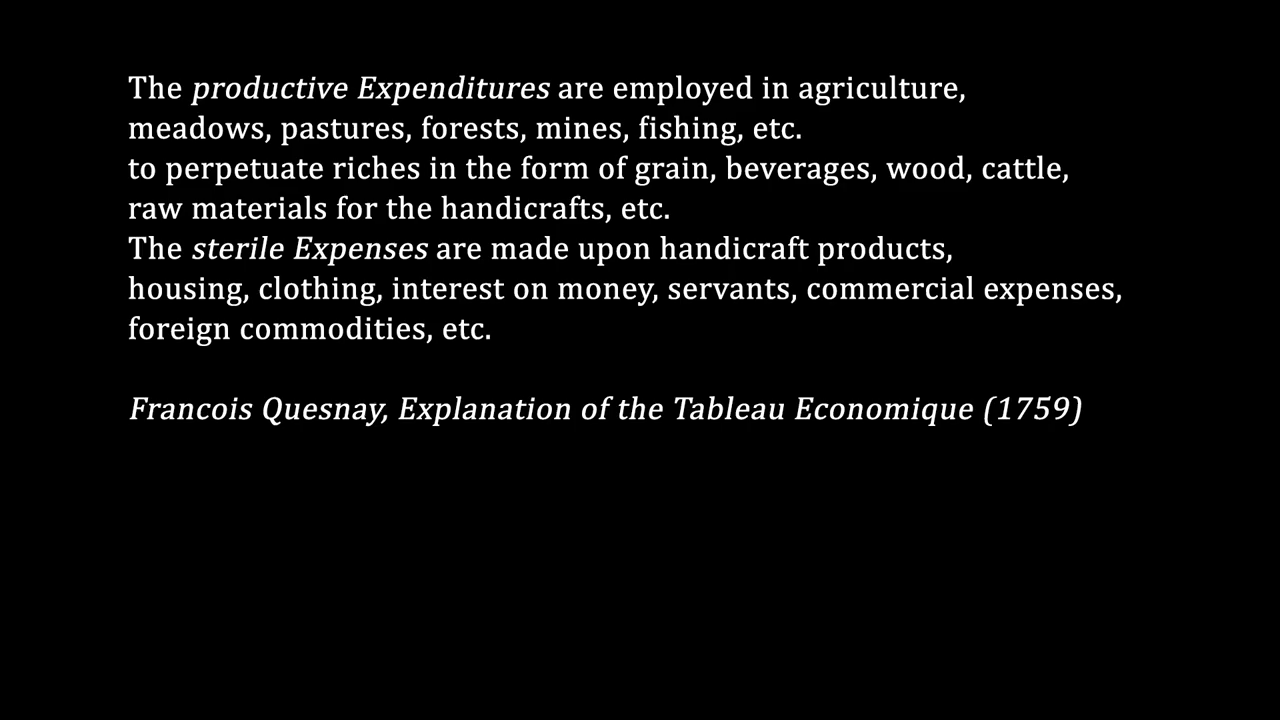 The productive Expenditures are employed in agriculture,
meadows, pastures, forests, mines, fishing, etc.
to perpetuate riches in the form of grain, beverages, wood, cattle,
raw materials for the handicrafts, etc.
The sterile Expenses are made upon handicraft products,
housing, clothing, interest on money, servants, commercial expenses,
foreign commodities, etc.
Francois Quesnay, Explanation of the Tableau Economique (1759)